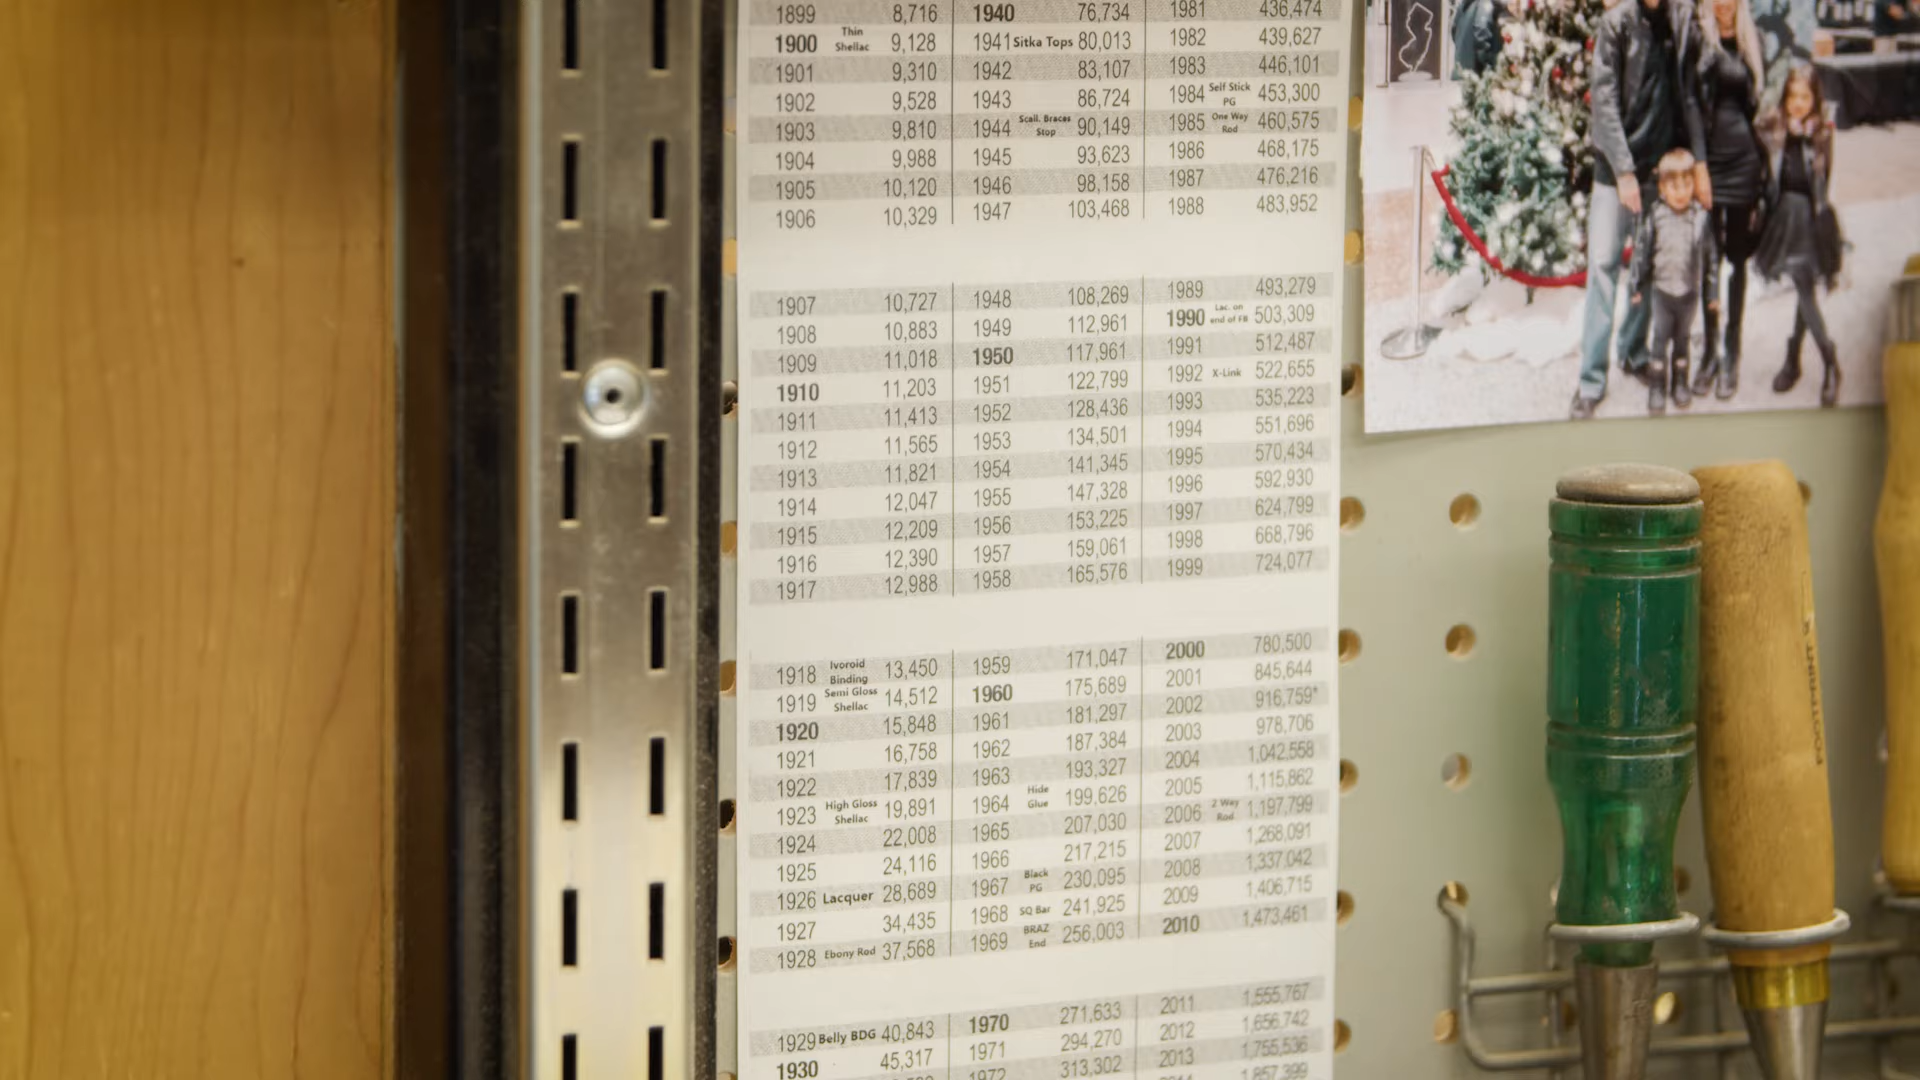 1899 8,716 1940 76,734 1981 436,474
1900 Thin Shellac 9,128 1941 Sitka Tops 80,013 1982 439,627
1901 9,310 1942 83,107 1983 446,101
1902 9,528 1943 86,724 1984 Self Stick PG 453,300
1903 9,810 1944 Scall. Braces Stop 90,149 1985 One Way Rod 460,575
1904 9,988 1945 93,623 1986 468,175
1905 10,120 1946 98,158 1987 476,216
1906 10,329 1947 103,468 1988 483,952
1907 10,727 1948 108,269 1989 493,279
1908 10,883 1949 112,961 1990 Lac. on end of FB 503,309
1909 11,018 1950 117,961 1991 512,487
1910 11,203 1951 122,799 1992 X-Link 522,655
1911 11,413 1952 128,436 1993 535,223
1912 11,565 1953 134,501 1994 551,696
1913 11,821 1954 141,345 1995 570,434
1914 12,047 1955 147,328 1996 592,930
1915 12,209 1956 153,225 1997 624,799
1916 12,390 1957 159,061 1998 668,796
1917 12,988 1958 165,576 1999 724,077
1918 Ivoroid Binding 13,450 1959 171,047 2000 780,500
1919 Semi Gloss Shellac 14,512 1960 175,689 2001 845,644
1920 15,848 1961 181,297 2002 916,759*
1921 16,758 1962 187,384 2003 978,706
1922 17,839 1963 193,327 2004 1,042,558
1923 High Gloss Shellac 19,891 1964 Hide Glue 199,626 2005 1,115,862
1924 22,008 1965 207,030 2006 2 Way Rod 1,197,799
1925 24,116 1966 217,215 2007 1,268,091
1926 Lacquer 28,689 1967 Black PG 230,095 2008 1,337,042
1927 34,435 1968 SQ Bar 241,925 2009 1,406,715
1928 Ebony Rod 37,568 1969 BRAZ End 256,003 2010 1,473,461
1929 Belly BDG 40,843 1970 271,633 2011 1,555,767
1930 45,317 1971 294,270 2012 1,656,742
1972 313,302 2013 1,755,536
1,857,399